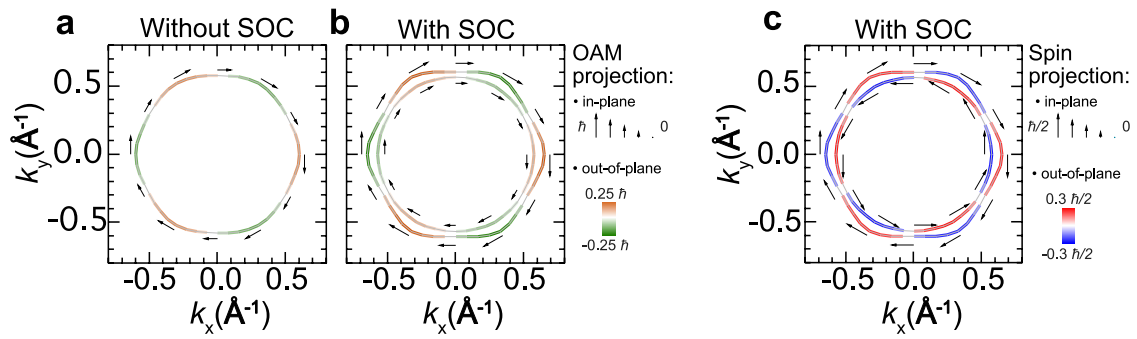 a
Without SOC
0.5
0.0
-0.5
-0.5
0.0
0.5
kx(Å-1)
ky(Å-1)
b
With SOC
-0.5
0.0
0.5
kx(Å-1)
OAM
projection:
• in-plane
ħ
0
• out-of-plane
0.25 ħ
-0.25 ħ
c
With SOC
0.5
0.0
-0.5
-0.5
0.0
0.5
kx(Å-1)
ky(Å-1)
Spin
projection:
• in-plane
ħ/2
0
• out-of-plane
0.3 ħ/2
-0.3 ħ/2